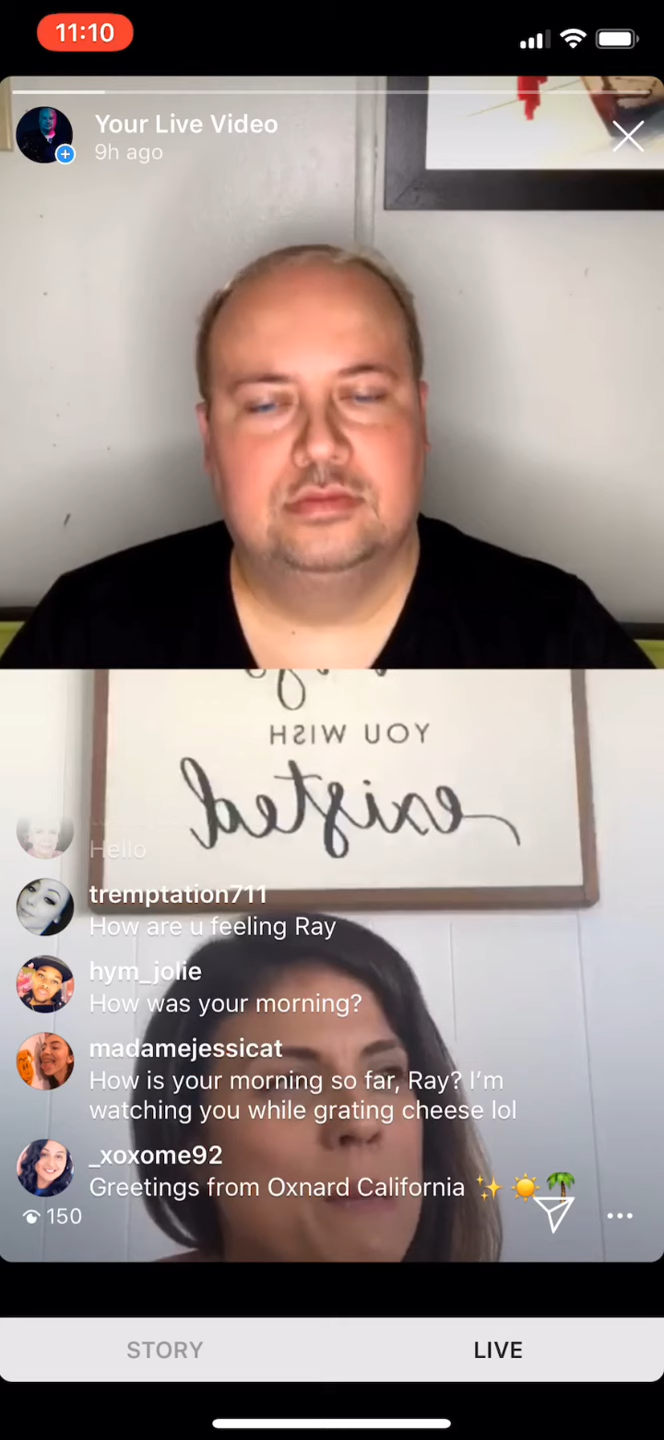 11:10
Your Live Video
9h ago
YOU WISH
existed
Hello
tremptation711
How are u feeling Ray
hym_jolie
How was your morning?
madamejessicat
How is your morning so far, Ray? I'm
watching you while grating cheese lol
_xoxome92
Greetings from Oxnard California ✨☀️🌴
150
STORY
LIVE